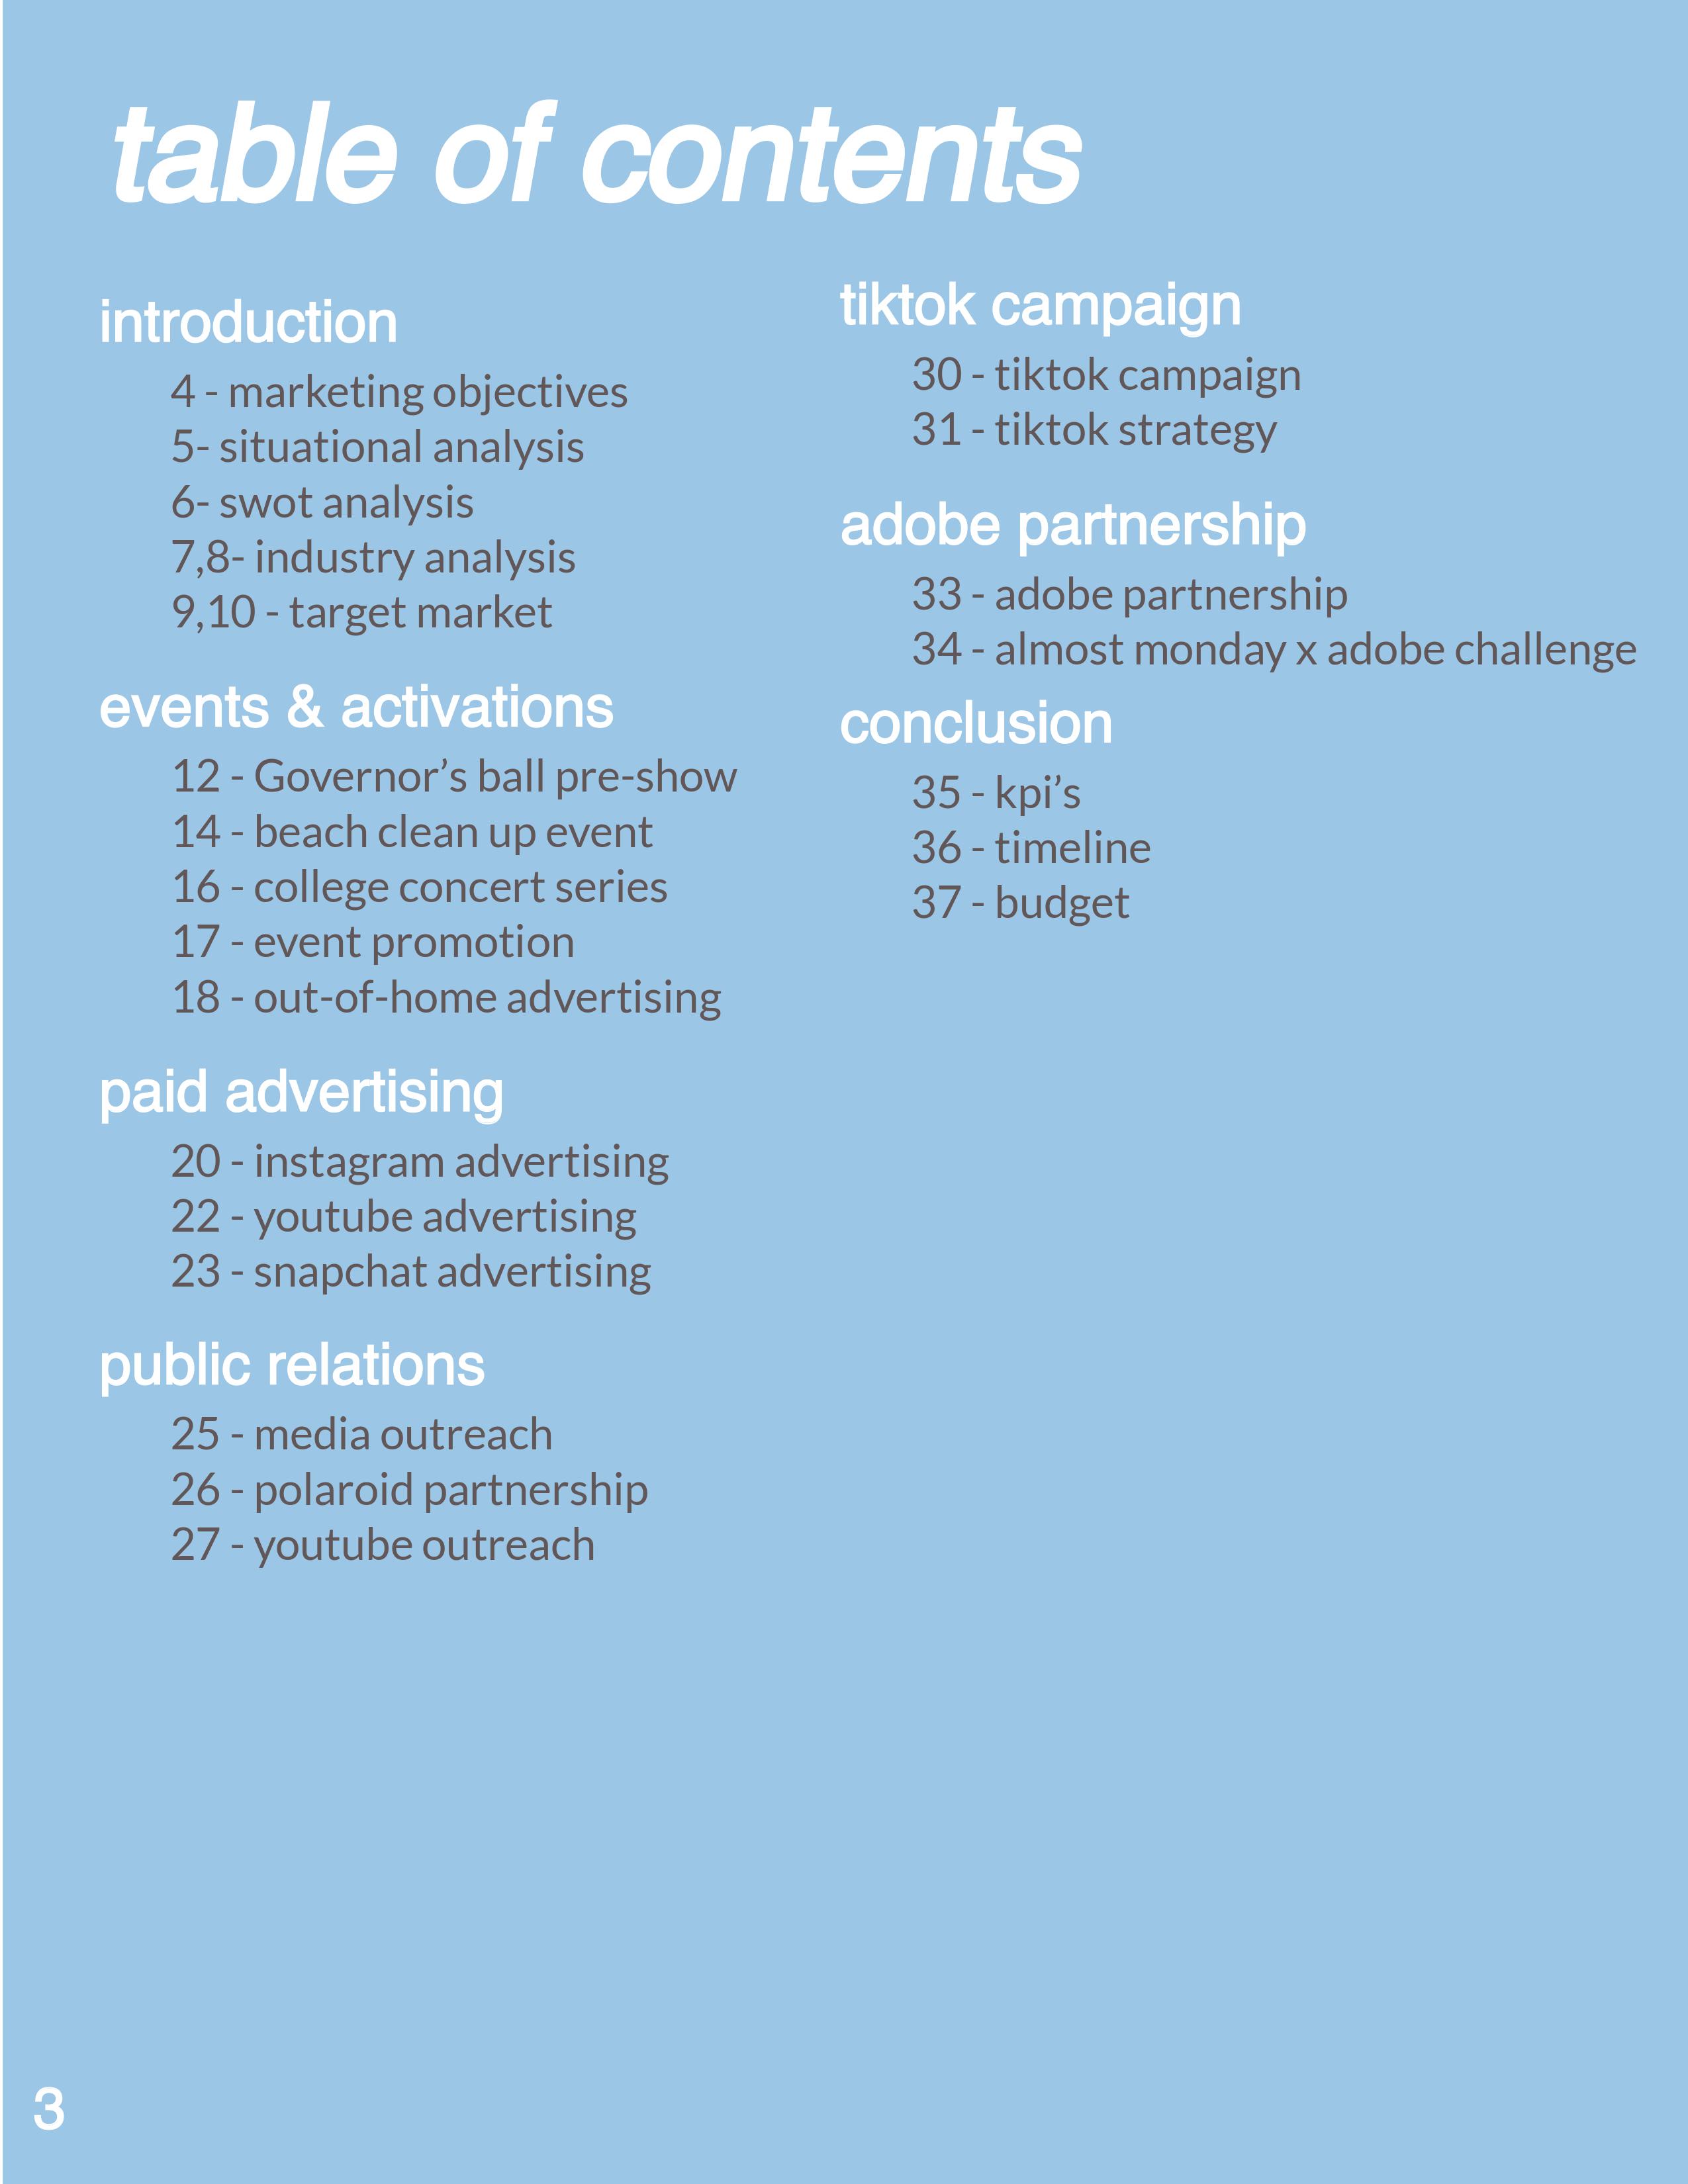 table of contents
introduction
4 - marketing objectives
5- situational analysis
6- swot analysis
7,8- industry analysis
9,10 - target market
events & activations
12 - Governor’s ball pre-show
14 - beach clean up event
16 - college concert series
17 - event promotion
18 - out-of-home advertising
paid advertising
20 - instagram advertising
22 - youtube advertising
23 - snapchat advertising
public relations
25 - media outreach
26 - polaroid partnership
27 - youtube outreach
tiktok campaign
30 - tiktok campaign
31 - tiktok strategy
adobe partnership
33 - adobe partnership
34 - almost monday x adobe challenge
conclusion
35 - kpi’s
36 - timeline
37 - budget
3